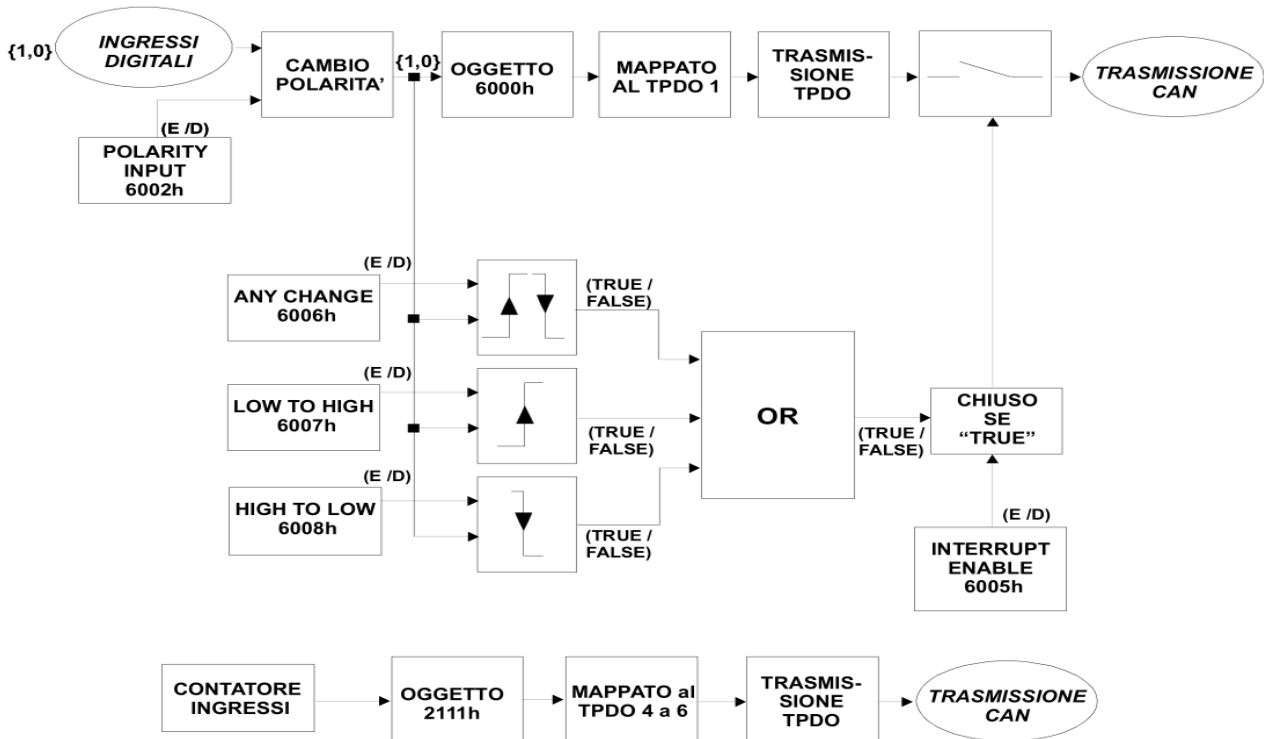 {1,0}
INGRESSI
DIGITALI
CAMBIO
POLARITA’
{1,0}
OGGETTO
6000h
MAPPATO
AL TPDO 1
TRASMIS-
SIONE
TPDO
TRASMISSIONE
CAN
(E /D)
POLARITY
INPUT
6002h
(E /D)
ANY CHANGE
6006h
(TRUE /
FALSE)
(E /D)
LOW TO HIGH
6007h
(TRUE /
FALSE)
OR
(TRUE /
FALSE)
CHIUSO
SE
“TRUE”
(E /D)
HIGH TO LOW
6008h
(TRUE /
FALSE)
(E /D)
INTERRUPT
ENABLE
6005h
CONTATORE
INGRESSI
OGGETTO
2111h
MAPPATO al
TPDO 4 a 6
TRASMIS-
SIONE
TPDO
TRASMISSIONE
CAN